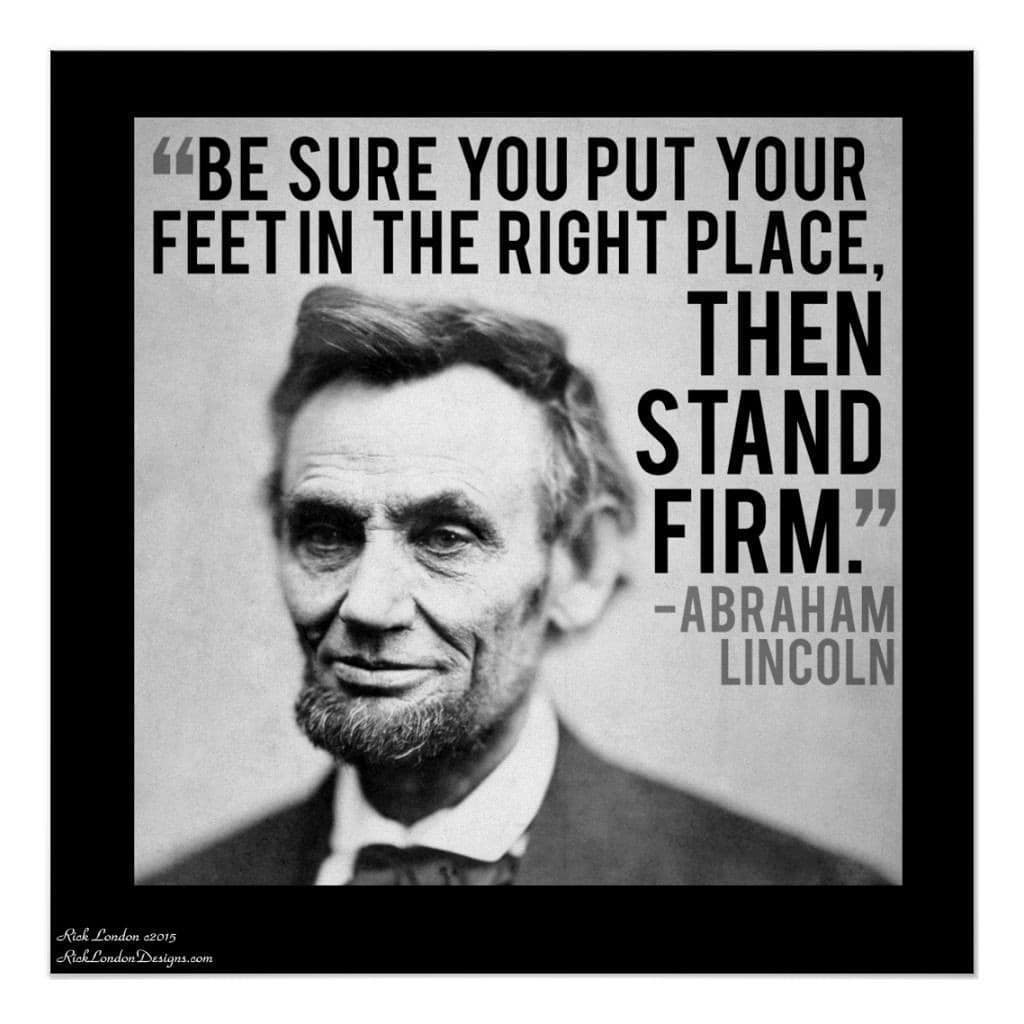 “BE SURE YOU PUT YOUR
FEET IN THE RIGHT PLACE,
THEN
STAND
FIRM.”
-ABRAHAM
LINCOLN
Rick London c2015
RickLondonDesigns.com